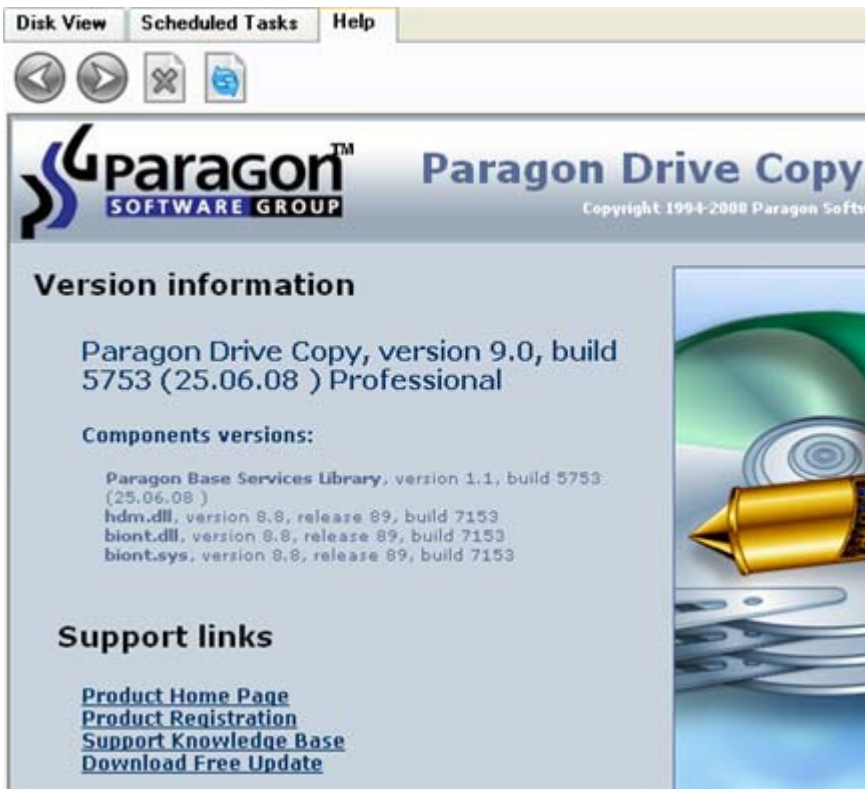 Disk View Scheduled Tasks Help
Paragon™
SOFTWARE GROUP
Paragon Drive Copy
Copyright 1994-2008 Paragon
Version information
Paragon Drive Copy, version 9.0, build
5753 (25.06.08 ) Professional
Components versions:
Paragon Base Services Library, version 1.1, build 5753
(25.06.08 )
hdm.dll, version 8.8, release 89, build 7153
biont.dll, version 8.8, release 89, build 7153
biont.sys, version 8.8, release 89, build 7153
Support links
Product Home Page
Product Registration
Support Knowledge Base
Download Free Update